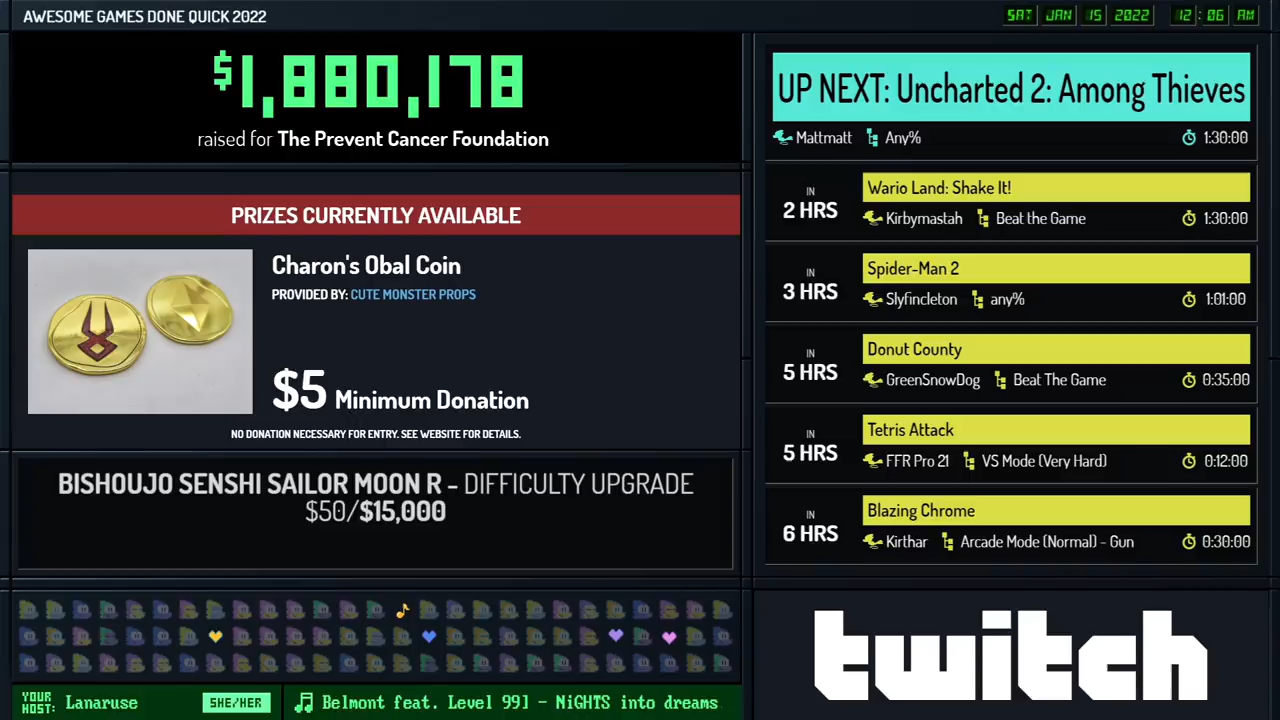 AWESOME GAMES DONE QUICK 2022
SAT JAN 15 2022 12:06 AM
$1,880,178
raised for The Prevent Cancer Foundation
PRIZES CURRENTLY AVAILABLE
Charon's Obal Coin
PROVIDED BY: CUTE MONSTER PROPS
$5 Minimum Donation
NO DONATION NECESSARY FOR ENTRY. SEE WEBSITE FOR DETAILS.
BISHOUJO SENSHI SAILOR MOON R - DIFFICULTY UPGRADE
$50/$15,000
YOUR HOST: Lanaruse SHE/HER
Belmont feat. Level 99] - NiGHTS into dreams
UP NEXT: Uncharted 2: Among Thieves
Mattmatt Any% 1:30:00
IN 2 HRS
Wario Land: Shake It!
Kirbymastah Beat the Game 1:30:00
IN 3 HRS
Spider-Man 2
Slyfincleton any% 1:01:00
IN 5 HRS
Donut County
GreenSnowDog Beat The Game 0:35:00
IN 5 HRS
Tetris Attack
FFR Pro 21 VS Mode (Very Hard) 0:12:00
IN 6 HRS
Blazing Chrome
Kirthar Arcade Mode (Normal) - Gun 0:30:00
twitch